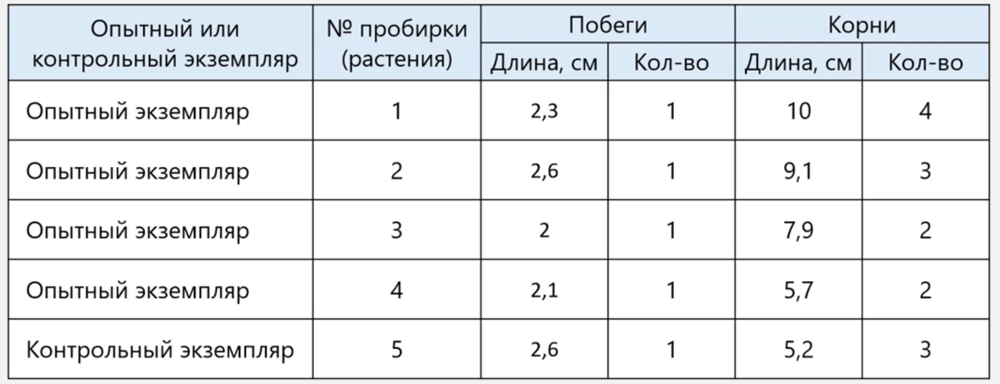 Опытный или контрольный экземпляр № пробирки (растения) Побеги Корни
Длина, см Кол-во Длина, см Кол-во
Опытный экземпляр 1 2,3 1 10 4
Опытный экземпляр 2 2,6 1 9,1 3
Опытный экземпляр 3 2 1 7,9 2
Опытный экземпляр 4 2,1 1 5,7 2
Контрольный экземпляр 5 2,6 1 5,2 3